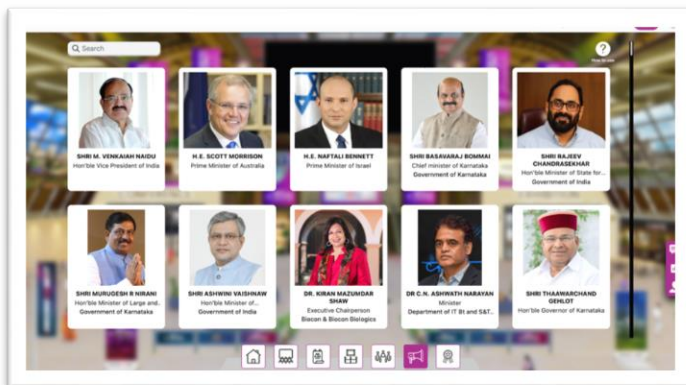 Search
How to use
SHRI M. VENKAIAH NAIDU
Hon'ble Vice President of India
H.E. SCOTT MORRISON
Prime Minister of Australia
H.E. NAFTALI BENNETT
Prime Minister of Israel
SHRI BASAVARAJ BOMMAI
Chief minister of Karnataka
Government of Karnataka
SHRI RAJEEV
CHANDRASEKHAR
Hon'ble Minister of State for...
Government of India
SHRI MURUGESH R NIRANI
Hon'ble Minister of Large and..
Government of Karnataka
SHRI ASHWINI VAISHNAW
Hon'ble Minister of...
Government of India
DR. KIRAN MAZUMDAR
SHAW
Executive Chairperson
Biocon & Biocon Biologics
DR C.N. ASHWATH NARAYAN
Minister
Department of IT Bt and S&T..
SHRI THAAWARCHAND
GEHLOT
Hon'ble Governor of Karnataka